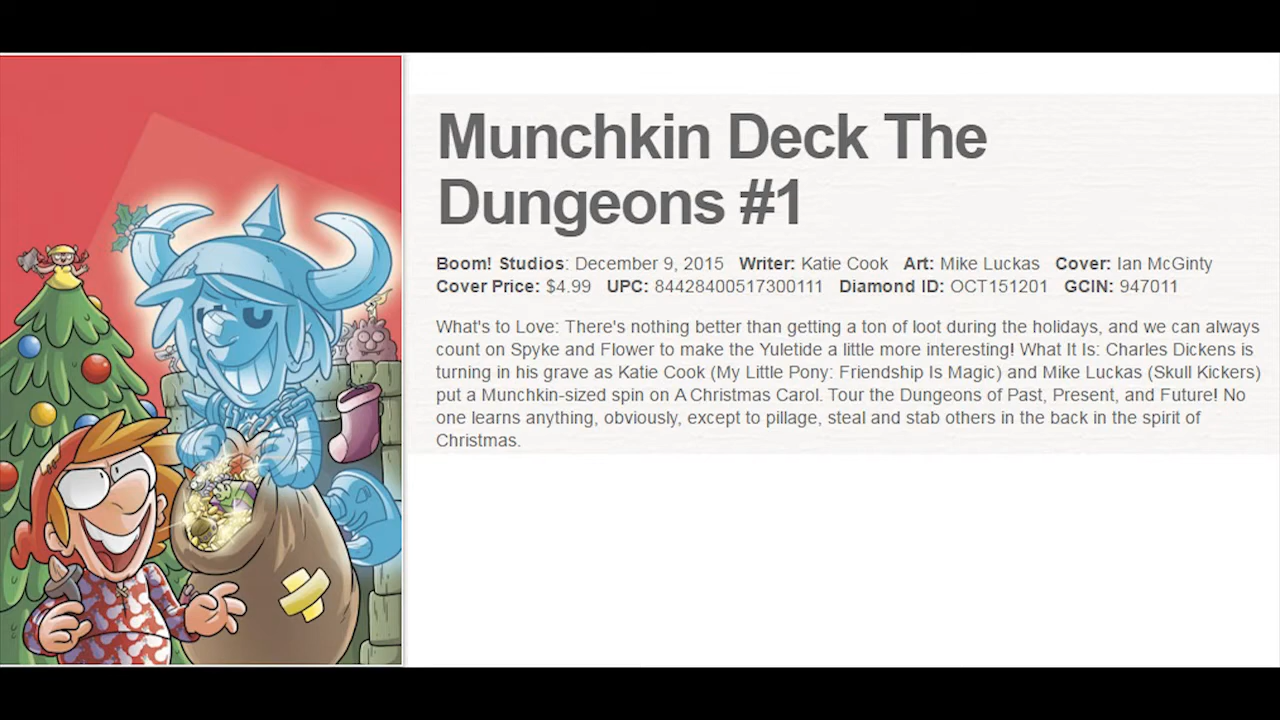 Munchkin Deck The
Dungeons #1
Boom! Studios: December 9, 2015 Writer: Katie Cook Art: Mike Luckas Cover: Ian McGinty
Cover Price: $4.99 UPC: 84428400517300111 Diamond ID: OCT151201 GCIN: 947011
What's to Love: There's nothing better than getting a ton of loot during the holidays, and we can always
count on Spyke and Flower to make the Yuletide a little more interesting! What It Is: Charles Dickens is
turning in his grave as Katie Cook (My Little Pony: Friendship Is Magic) and Mike Luckas (Skull Kickers)
put a Munchkin-sized spin on A Christmas Carol. Tour the Dungeons of Past, Present, and Future! No
one learns anything, obviously, except to pillage, steal and stab others in the back in the spirit of
Christmas.